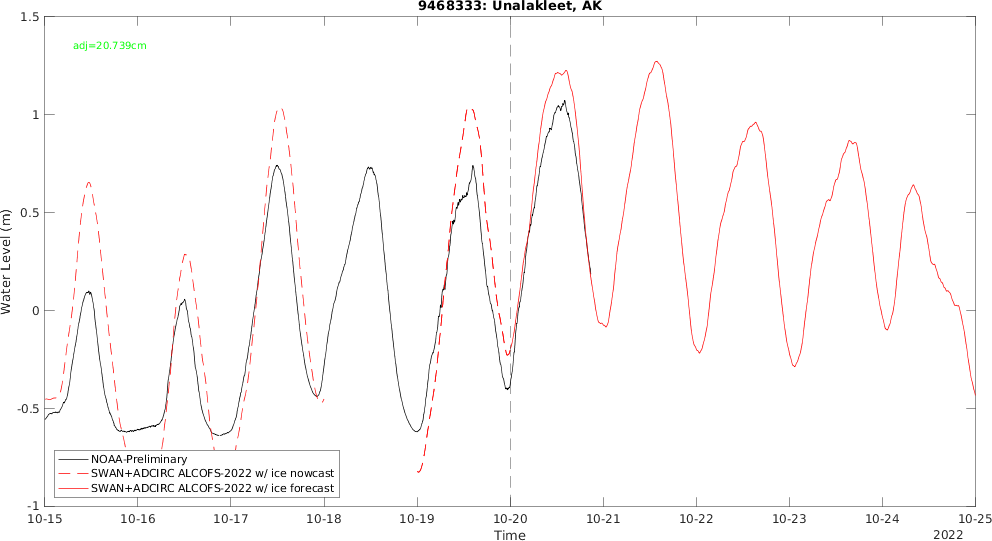 9468333: Unalakleet, AK
adj=20.739cm
Water Level (m)
1.5
1
0.5
0
-0.5
-1
NOAA-Preliminary
SWAN+ADCIRC ALCOFS-2022 w/ ice nowcast
SWAN+ADCIRC ALCOFS-2022 w/ ice forecast
10-15 10-16 10-17 10-18 10-19 10-20 10-21 10-22 10-23 10-24 10-25
Time
2022